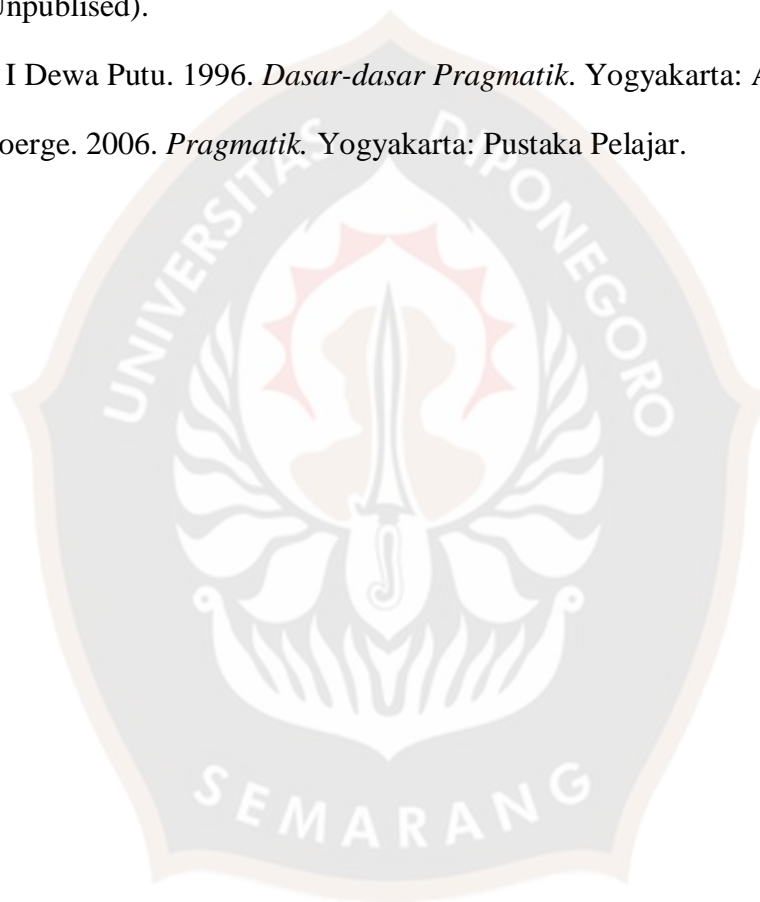 Unpublised).
I Dewa Putu. 1996. Dasar-dasar Pragmatik. Yogyakarta:
oerge. 2006. Pragmatik. Yogyakarta: Pustaka Pelajar.
UNIVERSITAS DIPONEGORO
SEMARANG